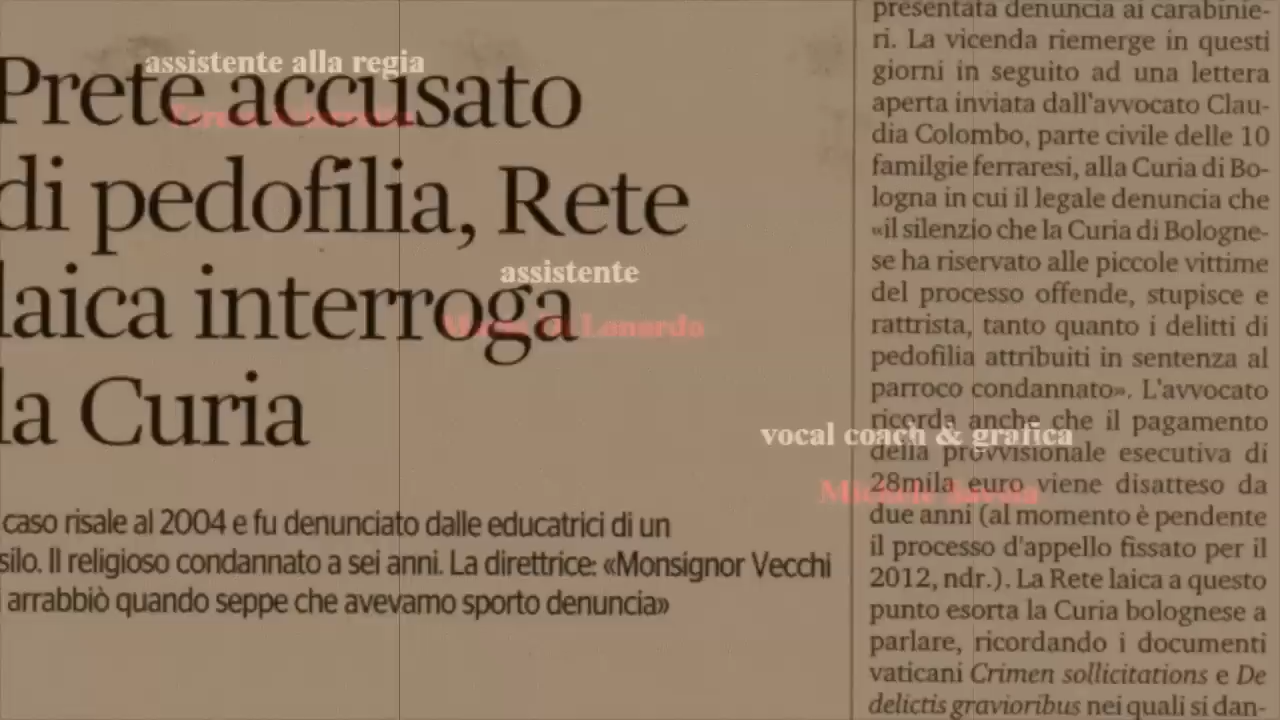 assistente alla regia
Prete accusato
di pedofilia, Rete
assistente
laica interroga
Lonardo
la Curia
vocal coach & grafica
caso risale al 2004 e fu denunciato dalle educatrici di un
silo. Il religioso condannato a sei anni. La direttrice: «Monsignor Vecchi
arrabbiò quando seppe che avevamo sporto denuncia»
presentata denuncia ai carabinie-
ri. La vicenda riemerge in questi
giorni in seguito ad una lettera
aperta inviata dall'avvocato Clau-
dia Colombo, parte civile delle 10
familgie ferraresi, alla Curia di Bo-
logna in cui il legale denuncia che
«il silenzio che la Curia di Bologne-
se ha riservato alle piccole vittime
del processo offende, stupisce e
rattrista, tanto quanto i delitti di
pedofilia attribuiti in sentenza al
parroco condannato». L'avvocato
ricorda anche che il pagamento
della provvisionale esecutiva di
28mila euro viene disatteso da
due anni (al momento è pendente
il processo d'appello fissato per il
2012, ndr.). La Rete laica a questo
punto esorta la Curia bolognese a
parlare, ricordando i documenti
vaticani Crimen sollicitations e De
delictis gravioribus nei quali si dan-